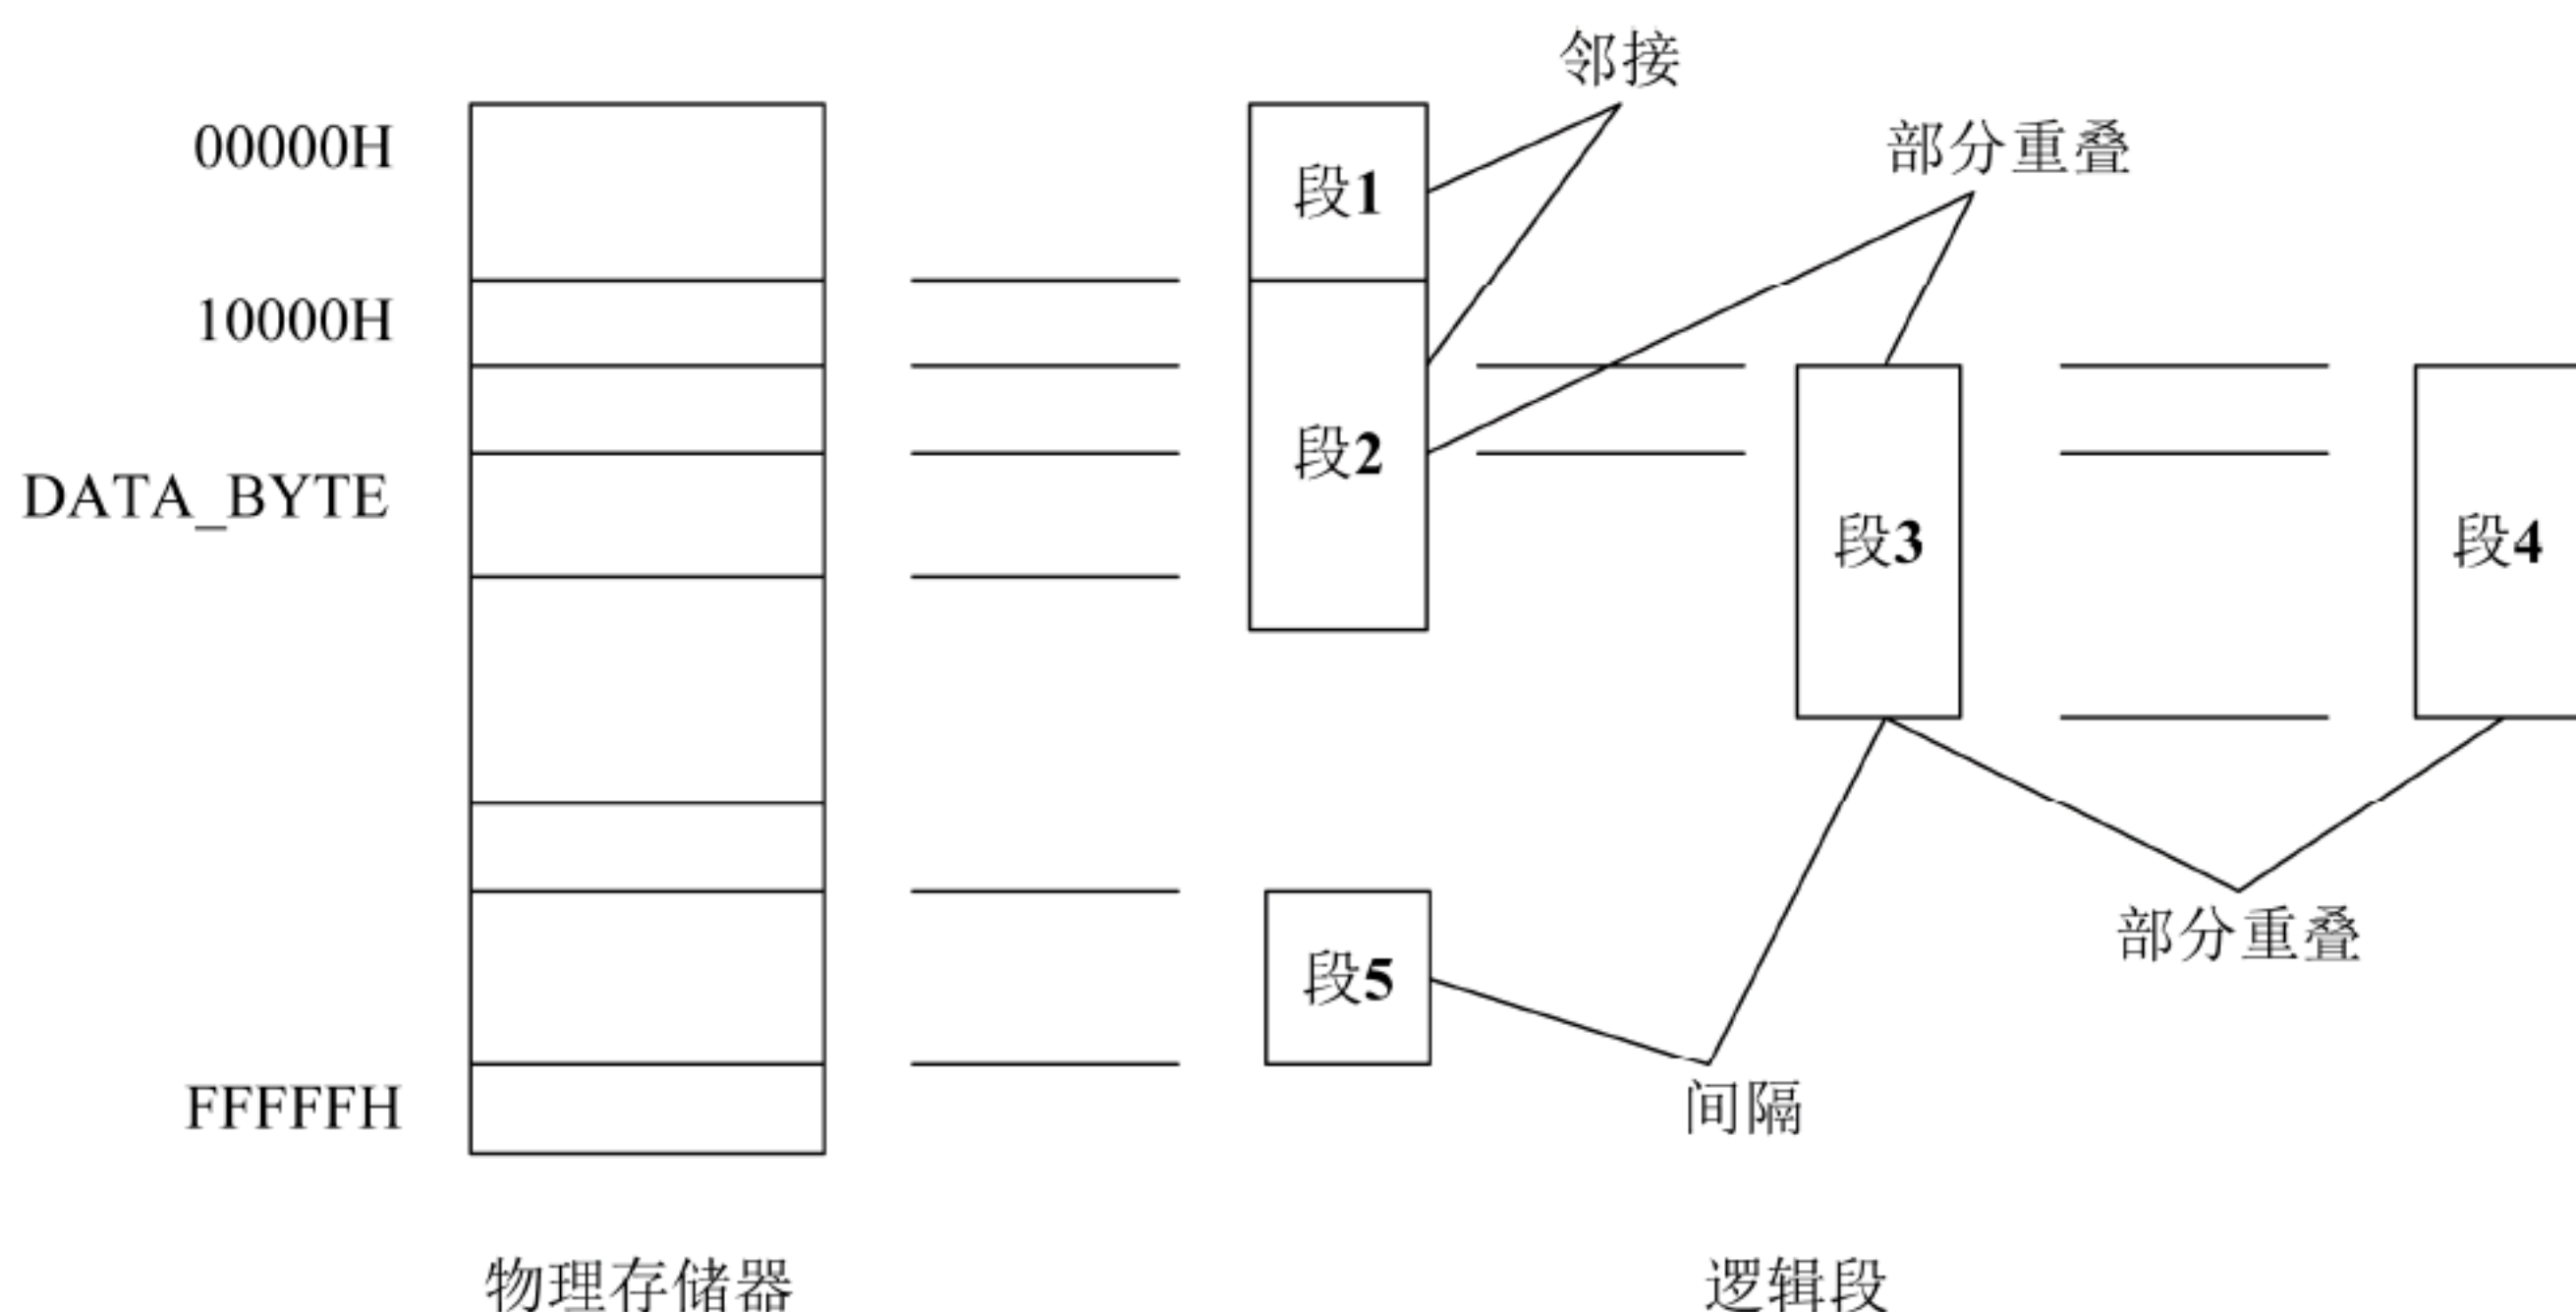 邻接
部分重叠
00000H
段1
10000H
段2
DATA_BYTE
段3
段4
部分重叠
段5
间隔
FFFFFH
物理存储器
逻辑段